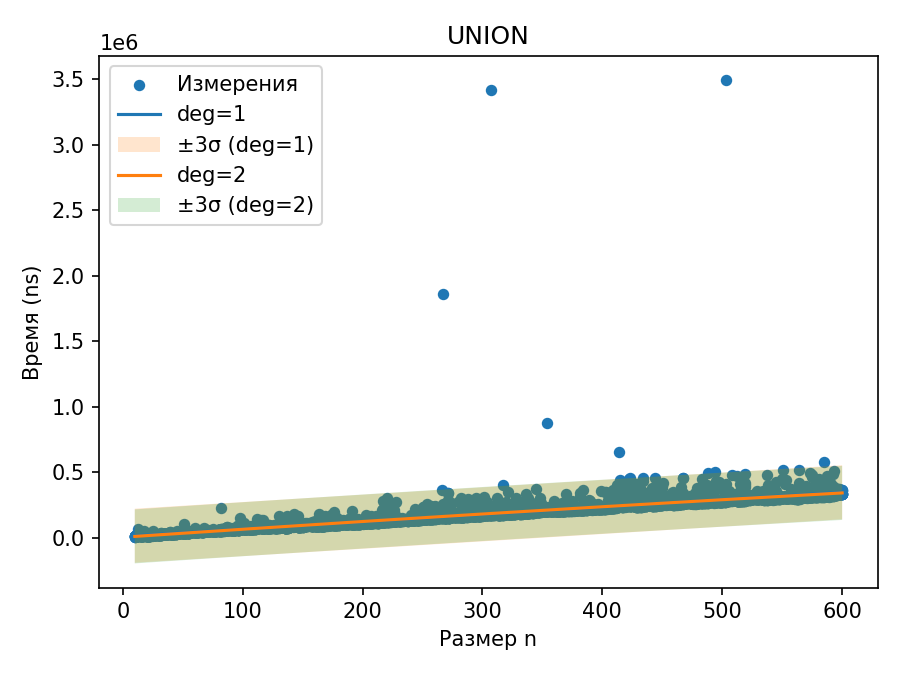 UNION
1e6
Измерения
deg=1
±3σ (deg=1)
deg=2
±3σ (deg=2)
3.5
3.0
2.5
2.0
1.5
1.0
0.5
0.0
Время (ns)
0 100 200 300 400 500 600
Размер n